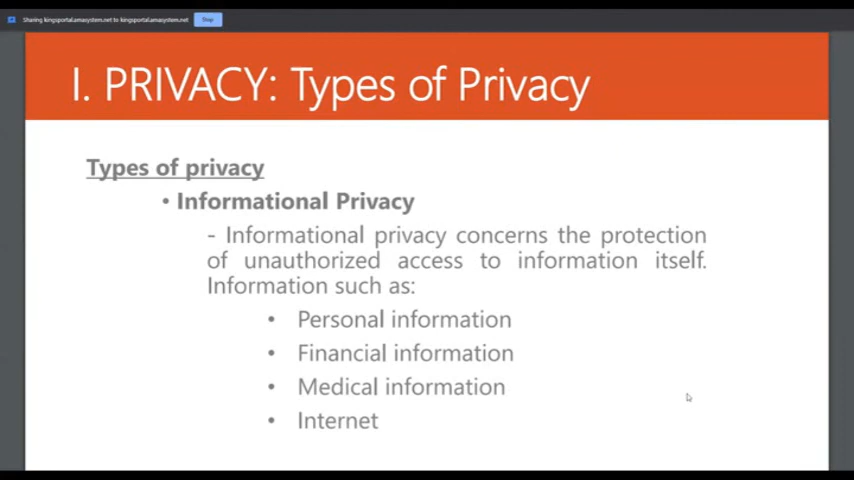 Sharing kingsportal.amasystem.net to kingsportal.amasystem.net Stop
I. PRIVACY: Types of Privacy
Types of privacy
• Informational Privacy
- Informational privacy concerns the protection
of unauthorized access to information itself.
Information such as:
• Personal information
• Financial information
• Medical information
• Internet